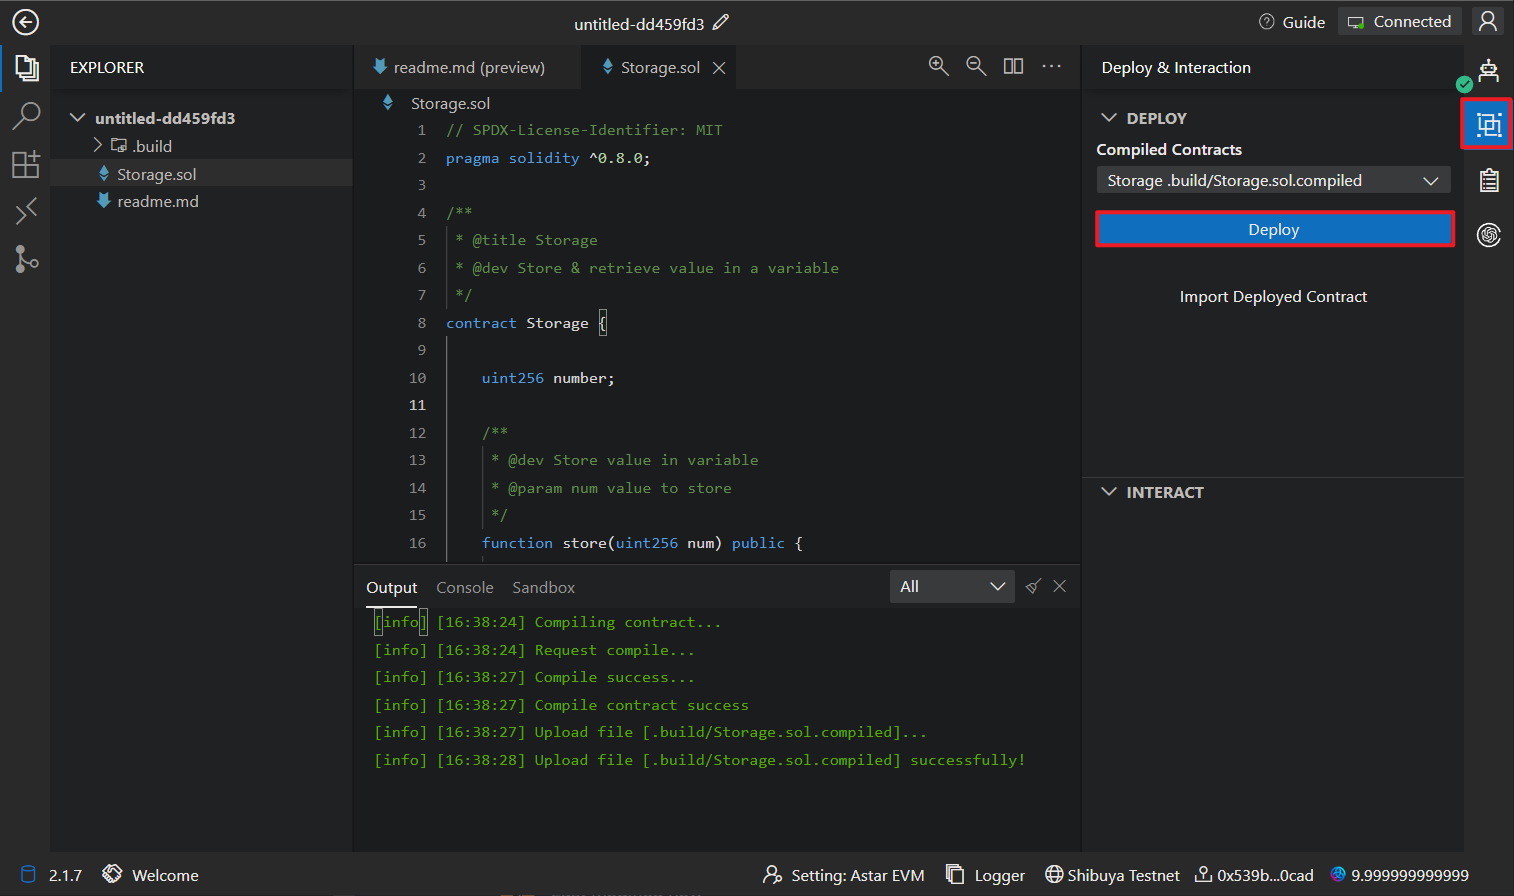 untitled-dd459fd3
Guide
Connected
EXPLORER
untitled-dd459fd3
.build
Storage.sol
readme.md
readme.md (preview)
Storage.sol
Storage.sol
1 // SPDX-License-Identifier: MIT
2 pragma solidity ^0.8.0;
3
4 /**
5 * @title Storage
6 * @dev Store & retrieve value in a variable
7 */
8 contract Storage {
9
10 uint256 number;
11
12 /**
13 * @dev Store value in variable
14 * @param num value to store
15 */
16 function store(uint256 num) public {
Output Console Sandbox
All
[info] [16:38:24] Compiling contract...
[info] [16:38:24] Request compile...
[info] [16:38:27] Compile success...
[info] [16:38:27] Compile contract success
[info] [16:38:27] Upload file [.build/Storage.sol.compiled]...
[info] [16:38:28] Upload file [.build/Storage.sol.compiled] successfully!
Deploy & Interaction
DEPLOY
Compiled Contracts
Storage .build/Storage.sol.compiled
Deploy
Import Deployed Contract
INTERACT
2.1.7
Welcome
Setting: Astar EVM
Logger
Shibuya Testnet
0x539b...0cad
9.999999999999